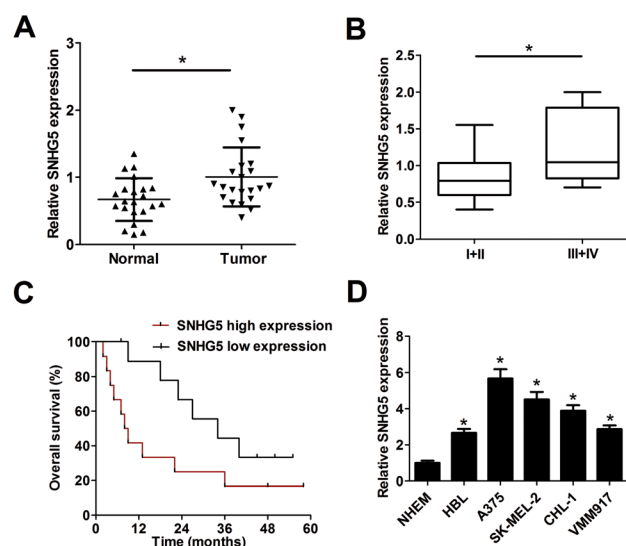 A
Relative SNHG5 expression
3
2
1
0
*
Normal
Tumor
B
Relative SNHG5 expression
2.5
2.0
1.5
1.0
0.5
0.0
*
I+II
III+IV
C
SNHG5 high expression
SNHG5 low expression
Overall survival (%)
100
80
60
40
20
0
0 12 24 36 48 60
Time (months)
D
Relative SNHG5 expression
8
6
4
2
0
* * * * *
NHEM
HBL
A375
SK-MEL-2
CHL-1
VMM917